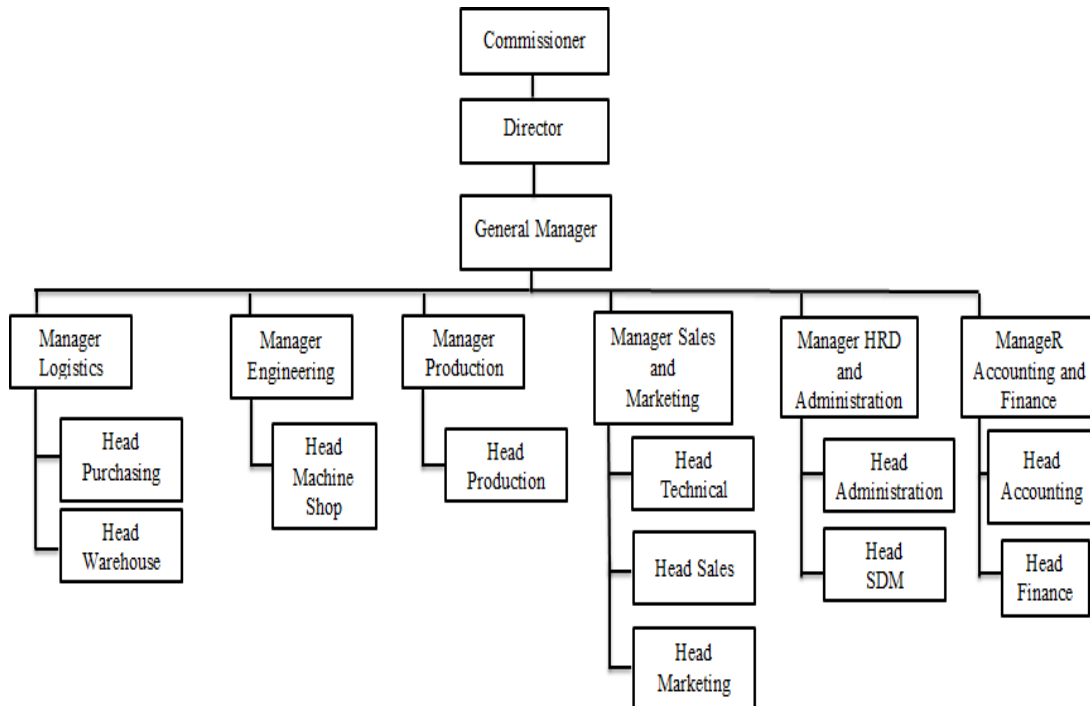 Commissioner
Director
General Manager
Manager
Logistics
Manager
Engineering
Manager
Production
Manager Sales
and
Marketing
Manager HRD
and
Administration
ManageR
Accounting and
Finance
Head
Purchasing
Head
Warehouse
Head
Machine
Shop
Head
Production
Head
Technical
Head Sales
Head
Marketing
Head
Administration
Head
SDM
Head
Accounting
Head
Finance